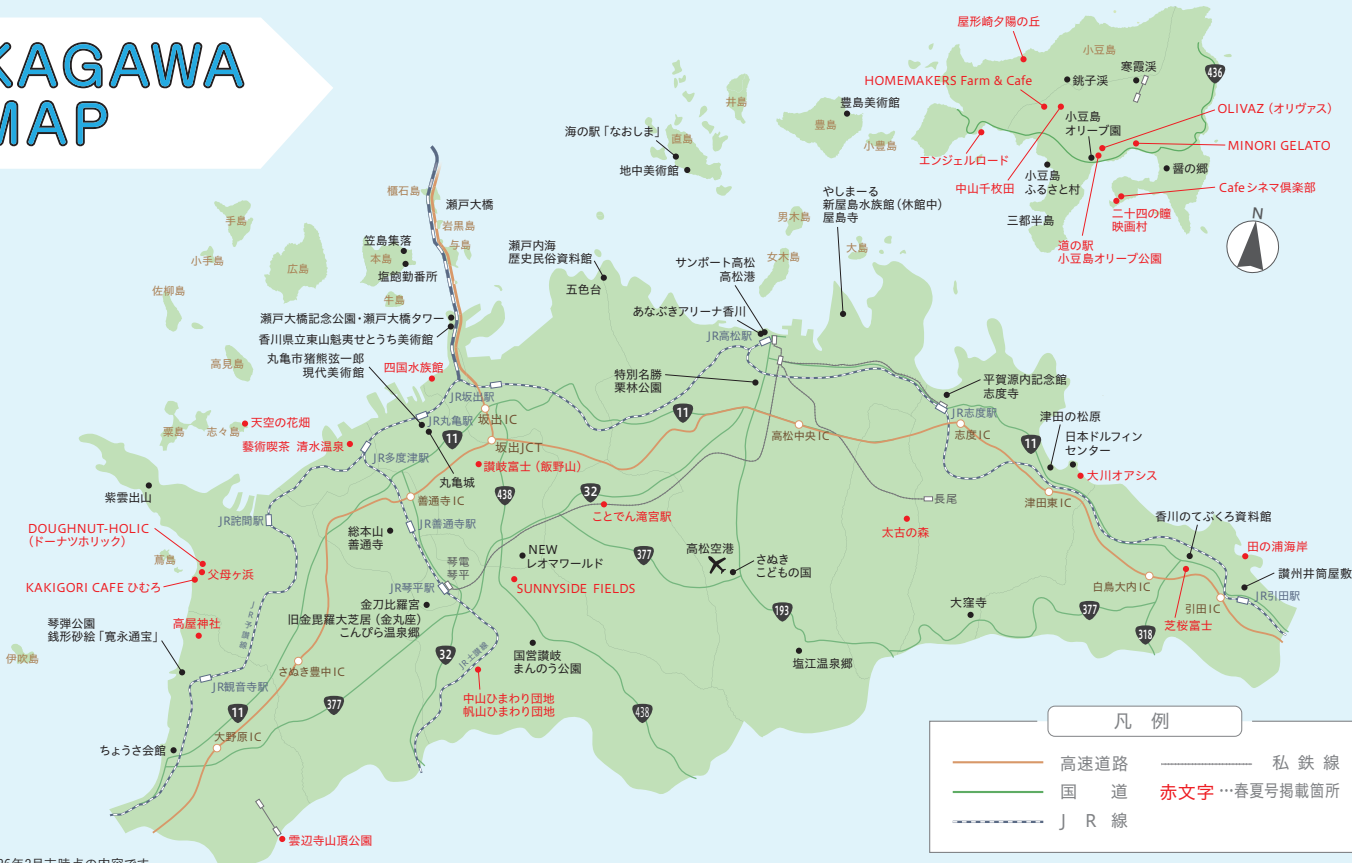 KAGAWA
MAP
屋形崎夕陽の丘
小豆島
寒霞渓
銚子渓
436
HOMEMAKERS Farm & Cafe
OLIVAZ（オリヴァス）
小豆島
オリーブ園
MINORI GELATO
エンジェルロード
中山千枚田
小豆島
ふるさと村
醤の郷
Cafe シネマ倶楽部
二十四の瞳
映画村
三都半島
道の駅
小豆島オリーブ公園
N
井島
豊島美術館
豊島
小豊島
海の駅「なおしま」
直島
地中美術館
やしまーる
新屋島水族館（休館中）
屋島寺
男木島
女木島
大島
櫃石島
瀬戸大橋
岩黒島
与島
手島
小手島
広島
佐柳島
笠島集落
本島
塩飽勤番所
牛島
瀬戸内海
歴史民俗資料館
五色台
サンポート高松
高松港
あなぶきアリーナ香川
JR高松駅
瀬戸大橋記念公園・瀬戸大橋タワー
香川県立東山魁夷せとうち美術館
丸亀市猪熊弦一郎
現代美術館
四国水族館
高見島
特別名勝
栗林公園
平賀源内記念館
志度寺
JR坂出駅
坂出IC
JR丸亀駅
11
坂出JCT
11
高松中央IC
JR志度駅
志度IC
津田の松原
11
日本ドルフィン
センター
大川オアシス
天空の花畑
粟島
志々島
藝術喫茶 清水温泉
JR多度津駅
讃岐富士（飯野山）
丸亀城
438
32
善通寺IC
ことでん滝宮駅
長尾
太古の森
津田東IC
紫雲出山
JR詫間駅
総本山
善通寺
JR善通寺駅
香川のてぶくろ資料館
田の浦海岸
DOUGHNUT-HOLIC
（ドーナツホリック）
蔦島
父母ヶ浜
KAKIGORI CAFE ひむろ
琴電
琴平
NEW
レオマワールド
377
高松空港
さぬき
こどもの国
SUNNYSIDE FIELDS
JR琴平駅
金刀比羅宮
旧金毘羅大芝居（金丸座）
こんぴら温泉郷
193
大窪寺
377
318
白鳥大内IC
引田IC
芝桜富士
讃州井筒屋敷
JR引田駅
琴弾公園
銭形砂絵「寛永通宝」
高屋神社
JR予讃線
伊吹島
さぬき豊中IC
32
JR土讃線
国営讃岐
まんのう公園
塩江温泉郷
JR観音寺駅
11
377
中山ひまわり団地
帆山ひまわり団地
438
大野原IC
ちょうさ会館
雲辺寺山頂公園
凡 例
高速道路
私 鉄 線
国 道
赤文字…春夏号掲載箇所
J R 線